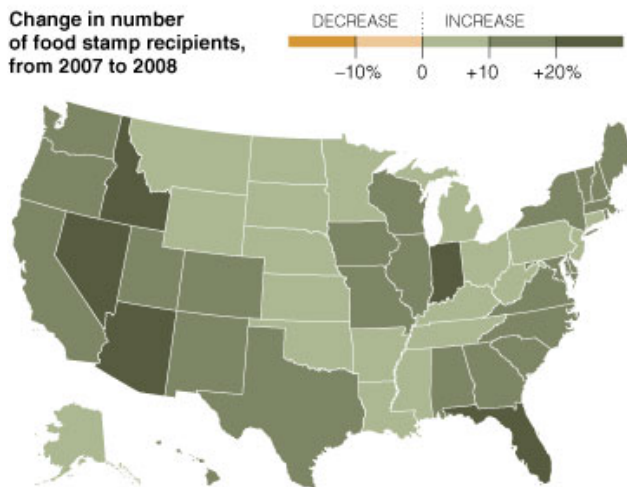 Change in number
of food stamp recipients,
from 2007 to 2008
DECREASE INCREASE
–10% 0 +10 +20%